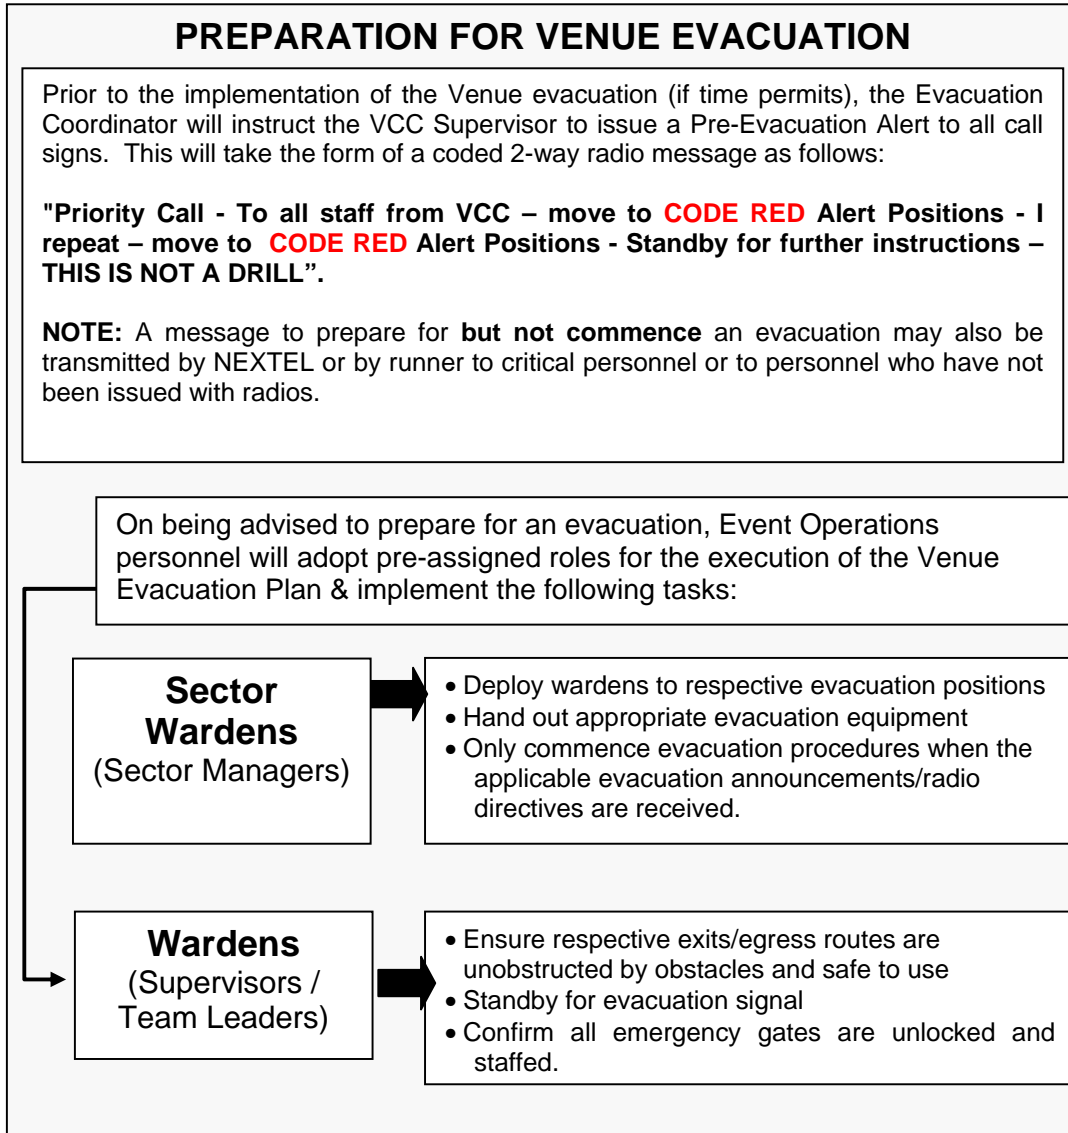 PREPARATION FOR VENUE EVACUATION
Prior to the implementation of the Venue evacuation (if time permits), the Evacuation
Coordinator will instruct the VCC Supervisor to issue a Pre-Evacuation Alert to all call
signs. This will take the form of a coded 2-way radio message as follows:
"Priority Call - To all staff from VCC – move to CODE RED Alert Positions - I
repeat – move to CODE RED Alert Positions - Standby for further instructions –
THIS IS NOT A DRILL”.
NOTE: A message to prepare for but not commence an evacuation may also be
transmitted by NEXTEL or by runner to critical personnel or to personnel who have not
been issued with radios.
On being advised to prepare for an evacuation, Event Operations
personnel will adopt pre-assigned roles for the execution of the Venue
Evacuation Plan & implement the following tasks:
Sector
Wardens
(Sector Managers)
• Deploy wardens to respective evacuation positions
• Hand out appropriate evacuation equipment
• Only commence evacuation procedures when the
applicable evacuation announcements/radio
directives are received.
Wardens
(Supervisors /
Team Leaders)
• Ensure respective exits/egress routes are
unobstructed by obstacles and safe to use
• Standby for evacuation signal
• Confirm all emergency gates are unlocked and
staffed.